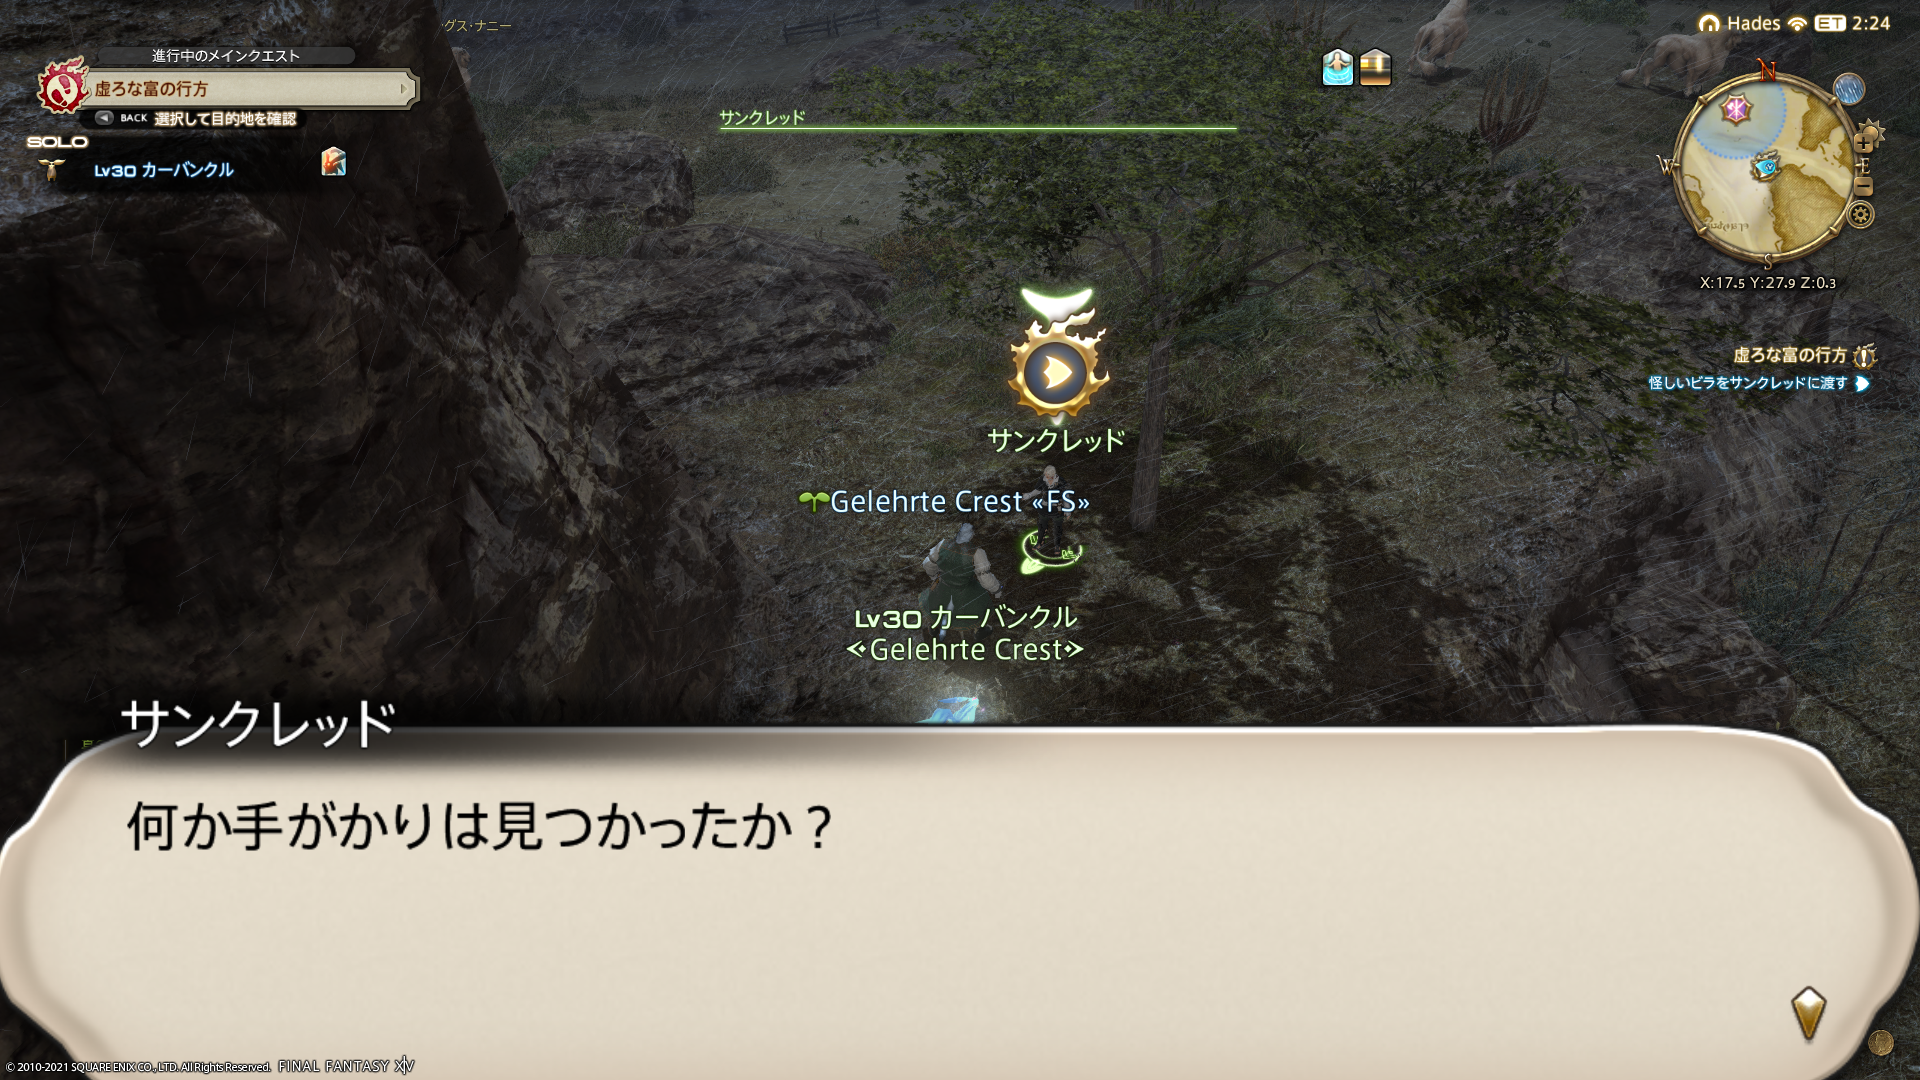 グス・ナニー
Hades ET 2:24
進行中のメインクエスト
虚ろな富の行方
BACK 選択して目的地を確認
SOLO
Lv30 カーバンクル
サンクレッド
N
W
E
S
X:17.5 Y:27.9 Z:0.3
虚ろな富の行方
怪しいビラをサンクレッドに渡す
サンクレッド
Gelehrte Crest «FS»
Lv30 カーバンクル
Gelehrte Crest
サンクレッド
何か手がかりは見つかったか？
© 2010-2021 SQUARE ENIX CO., LTD. All Rights Reserved. FINAL FANTASY XIV